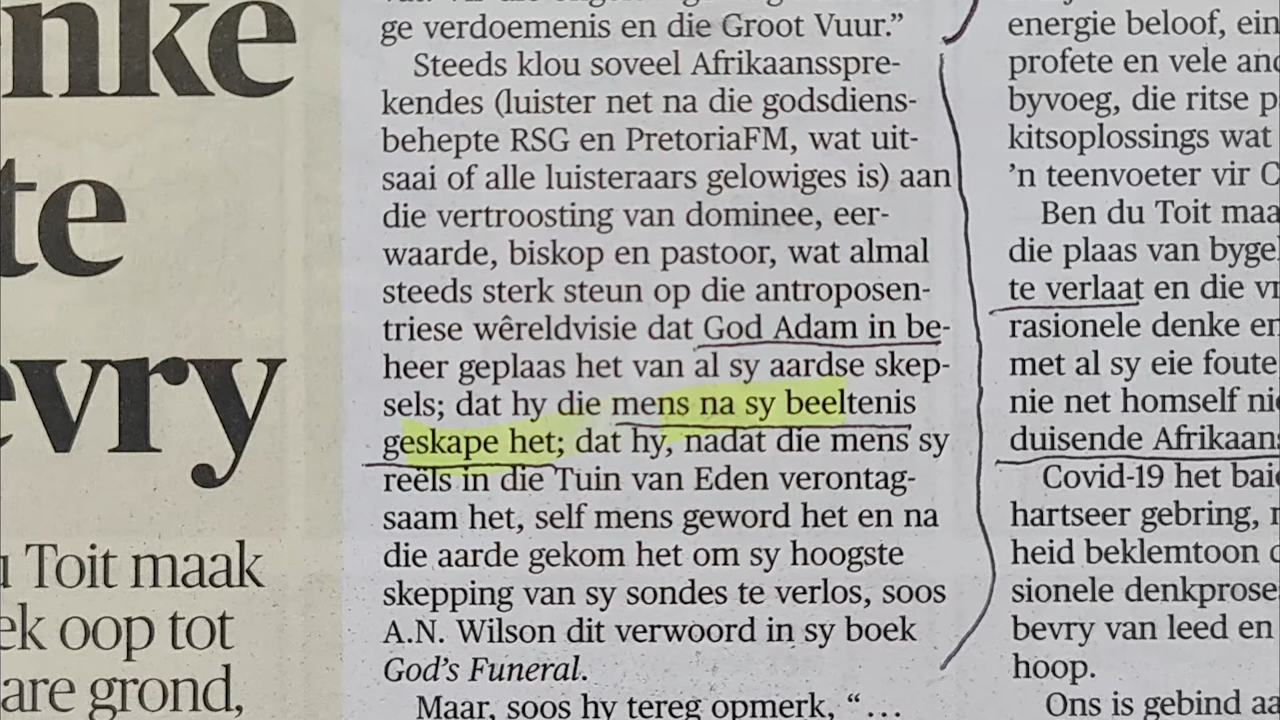 nke
te
evry
Toit maak
ek oop tot
are grond,
ge verdoemenis en die Groot Vuur.”
Steeds klou soveel Afrikaansspre-
kendes (luister net na die godsdiens-
behepte RSG en PretoriaFM, wat uit-
saai of alle luisteraars gelowiges is) aan
die vertroosting van dominee, eer-
waarde, biskop en pastoor, wat almal
steeds sterk steun op die antroposen-
triese wêreldvisie dat God Adam in be-
heer geplaas het van al sy aardse skep-
sels; dat hy die mens na sy beeltenis
geskape het; dat hy, nadat die mens sy
reëls in die Tuin van Eden verontag-
saam het, self mens geword het en na
die aarde gekom het om sy hoogste
skepping van sy sondes te verlos, soos
A.N. Wilson dit verwoord in sy boek
God’s Funeral.
Maar, soos hy tereg opmerk, “ …
energie beloof, ein
profete en vele and
byvoeg, die ritse p
kitsoplossings wat
’n teenvoeter vir C
Ben du Toit maa
die plaas van bygel
te verlaat en die vr
rasionele denke en
met al sy eie foute
nie net homself nie
duisende Afrikaans
Covid-19 het baie
hartseer gebring, n
heid beklemtoon d
sionele denkprose
bevry van leed en
hoop.
Ons is gebind aa